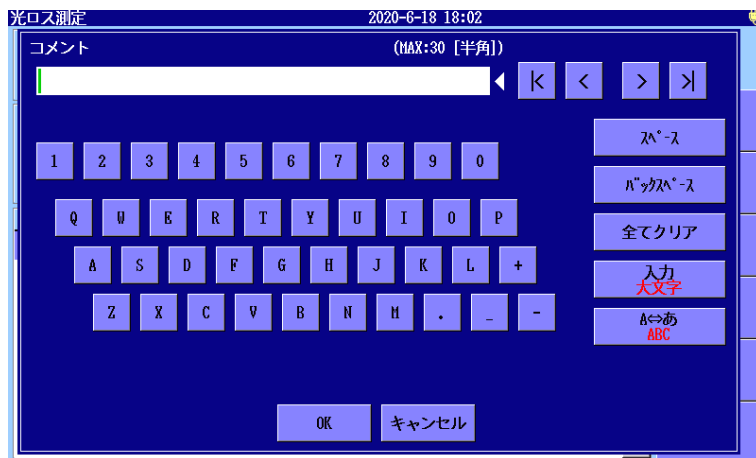 光ロス測定 2020-6-18 18:02
コメント (MAX:30 [半角])
|< < > >|
ｽﾍﾟｰｽ
1 2 3 4 5 6 7 8 9 0
ﾊﾞｯｸｽﾍﾟｰｽ
Q W E R T Y U I O P
全てクリア
A S D F G H J K L +
入力
大文字
Z X C V B N M . _ -
A⇔あ
ABC
OK キャンセル